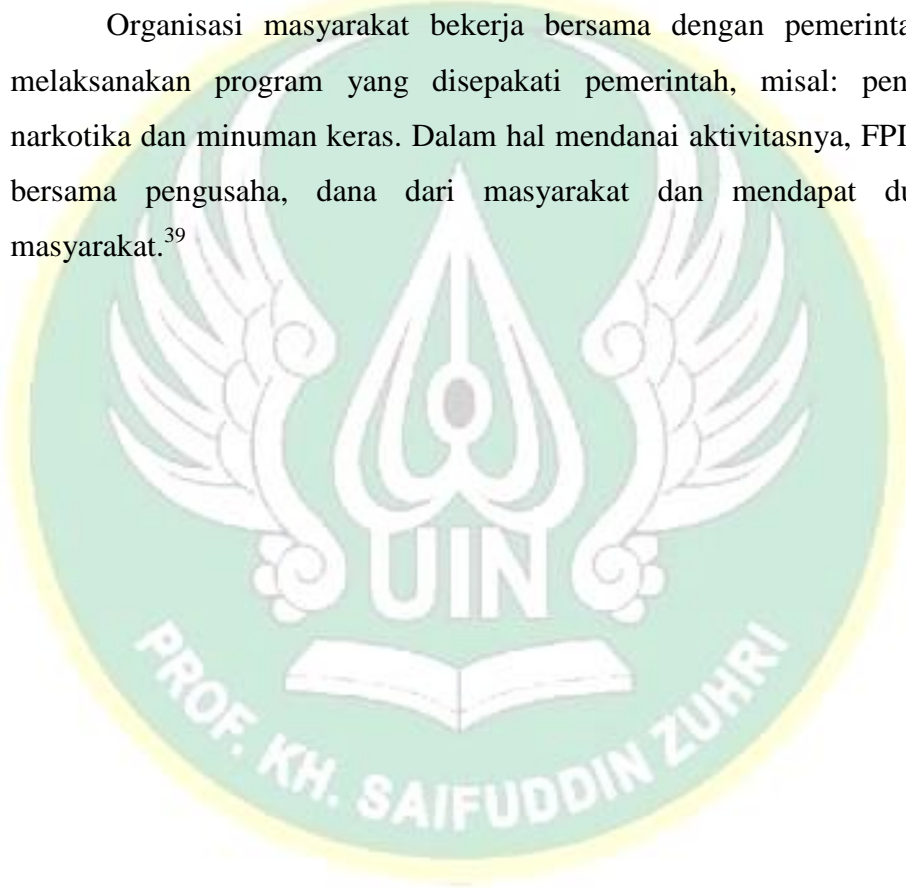 Organisasi masyarakat bekerja bersama dengan
melaksanakan program yang disepakati pemerintah, misal:
narkotika dan minuman keras. Dalam hal mendanai aktivitasnya, FPI
bersama pengusaha, dana dari masyarakat dan mendapat
masyarakat.39
UIN
PROF. KH. SAIFUDDIN ZUHRI